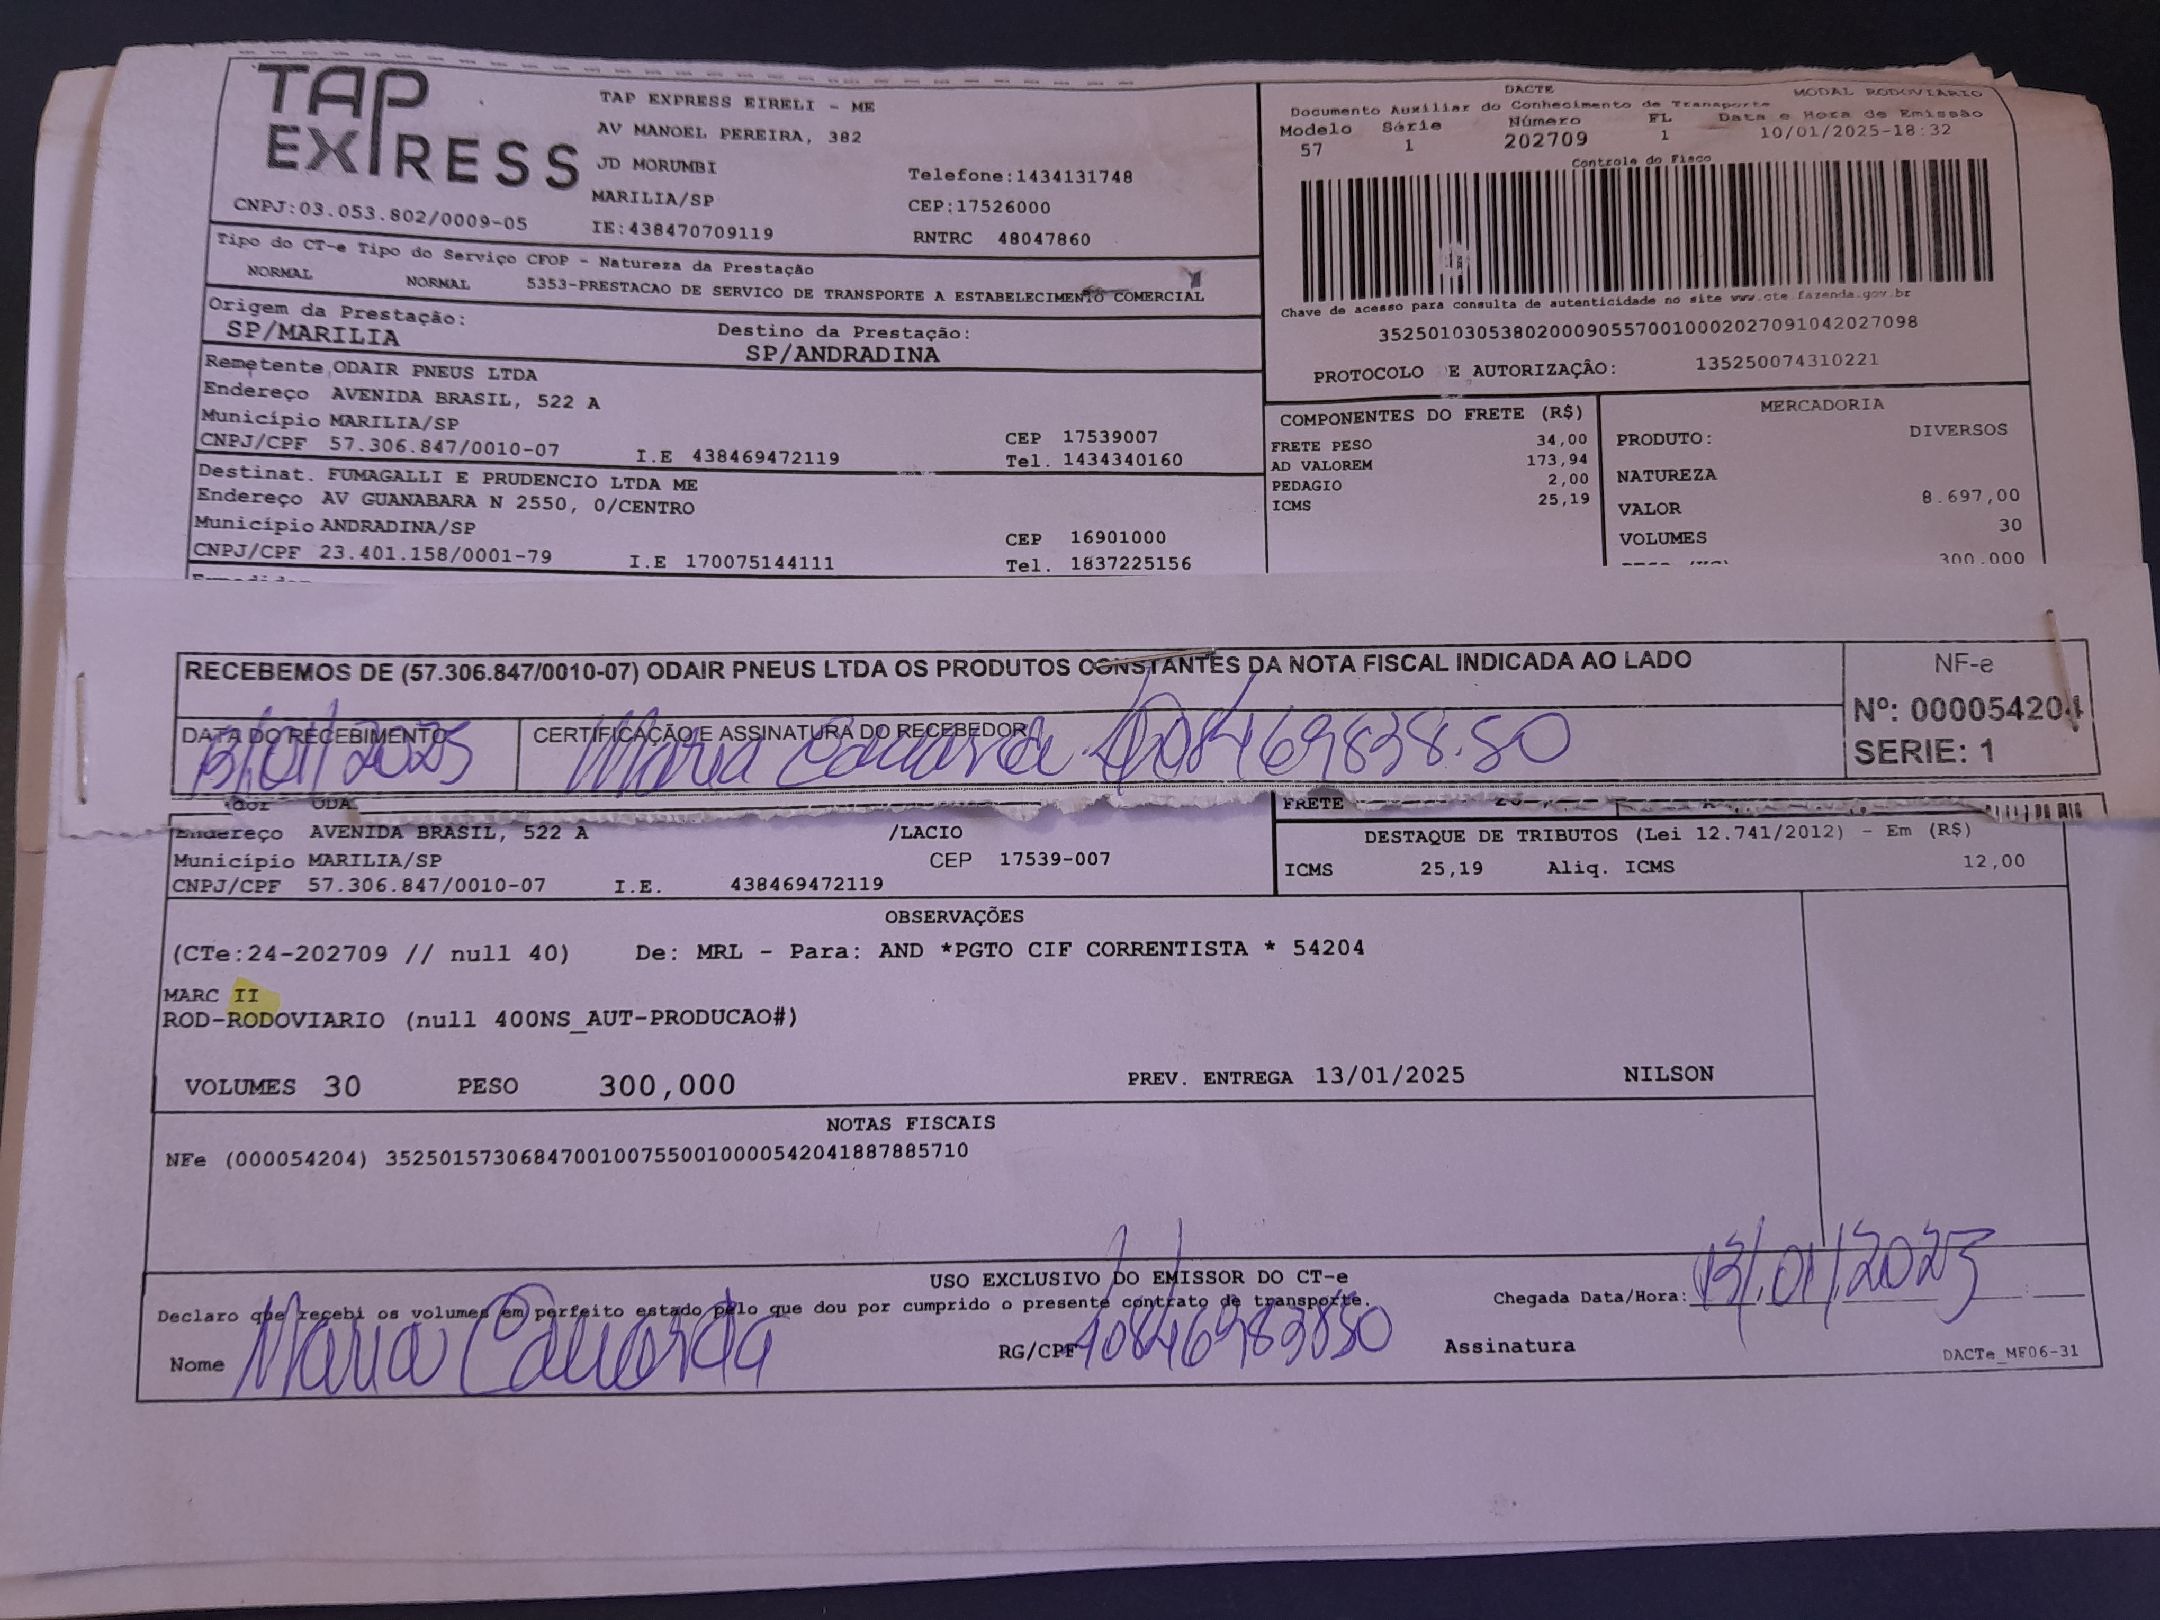 TAP EXPRESS
TAP EXPRESS EIRELI - ME
AV MANOEL PEREIRA, 382
JD MORUMBI
MARILIA/SP
IE:438470709119
Telefone:1434131748
CEP:17526000
RNTRC 48047860
CNPJ:03.053.802/0009-05
DACTE
MODAL RODOVIARIO
Documento Auxiliar do Conhecimento de Transporte
Modelo Série Número FL Data e Hora de Emissão
57 1 202709 1 10/01/2025-18:32
Controle do Fisco
Chave de acesso para consulta de autenticidade no site www.cte.fazenda.gov.br
35250103053802000905570010002027091042027098
PROTOCOLO E AUTORIZAÇÂO: 135250074310221
Tipo do CT-e Tipo do Serviço CFOP - Natureza da Prestação
NORMAL NORMAL 5353-PRESTACAO DE SERVICO DE TRANSPORTE A ESTABELECIMENTO COMERCIAL
Origem da Prestação: Destino da Prestação:
SP/MARILIA SP/ANDRADINA
Remetente ODAIR PNEUS LTDA
Endereço AVENIDA BRASIL, 522 A
Município MARILIA/SP CEP 17539007
CNPJ/CPF 57.306.847/0010-07 I.E 438469472119 Tel. 1434340160
Destinat. FUMAGALLI E PRUDENCIO LTDA ME
Endereço AV GUANABARA N 2550, 0/CENTRO
Município ANDRADINA/SP CEP 16901000
CNPJ/CPF 23.401.158/0001-79 I.E 170075144111 Tel. 1837225156
COMPONENTES DO FRETE (R$)
FRETE PESO 34,00
AD VALOREM 173,94
PEDAGIO 2,00
ICMS 25,19
MERCADORIA
PRODUTO: DIVERSOS
NATUREZA
VALOR 8.697,00
VOLUMES 30
300.000
RECEBEMOS DE (57.306.847/0010-07) ODAIR PNEUS LTDA OS PRODUTOS CONSTANTES DA NOTA FISCAL INDICADA AO LADO
NF-e
Nº: 000054204
SERIE: 1
DATA DO RECEBIMENTO CERTIFICAÇÃO E ASSINATURA DO RECEBEDOR
13/01/2025 Maria Eduarda 408469838.50
FRETE
Endereço AVENIDA BRASIL, 522 A /LACIO
Município MARILIA/SP CEP 17539-007
CNPJ/CPF 57.306.847/0010-07 I.E. 438469472119
DESTAQUE DE TRIBUTOS (Lei 12.741/2012) - Em (R$)
ICMS 25,19 Aliq. ICMS 12,00
OBSERVAÇÕES
(CTe:24-202709 // null 40) De: MRL - Para: AND *PGTO CIF CORRENTISTA * 54204
MARC II
ROD-RODOVIARIO (null 400NS_AUT-PRODUCAO#)
VOLUMES 30 PESO 300,000 PREV. ENTREGA 13/01/2025 NILSON
NOTAS FISCAIS
NFe (000054204) 35250157306847001007550010000542041887885710
USO EXCLUSIVO DO EMISSOR DO CT-e
Declaro que recebi os volumes em perfeito estado pelo que dou por cumprido o presente contrato de transporte.
Chegada Data/Hora: 13/01/2025
Nome Maria Eduarda RG/CPF 40846983850 Assinatura
DACTe_MF06-31